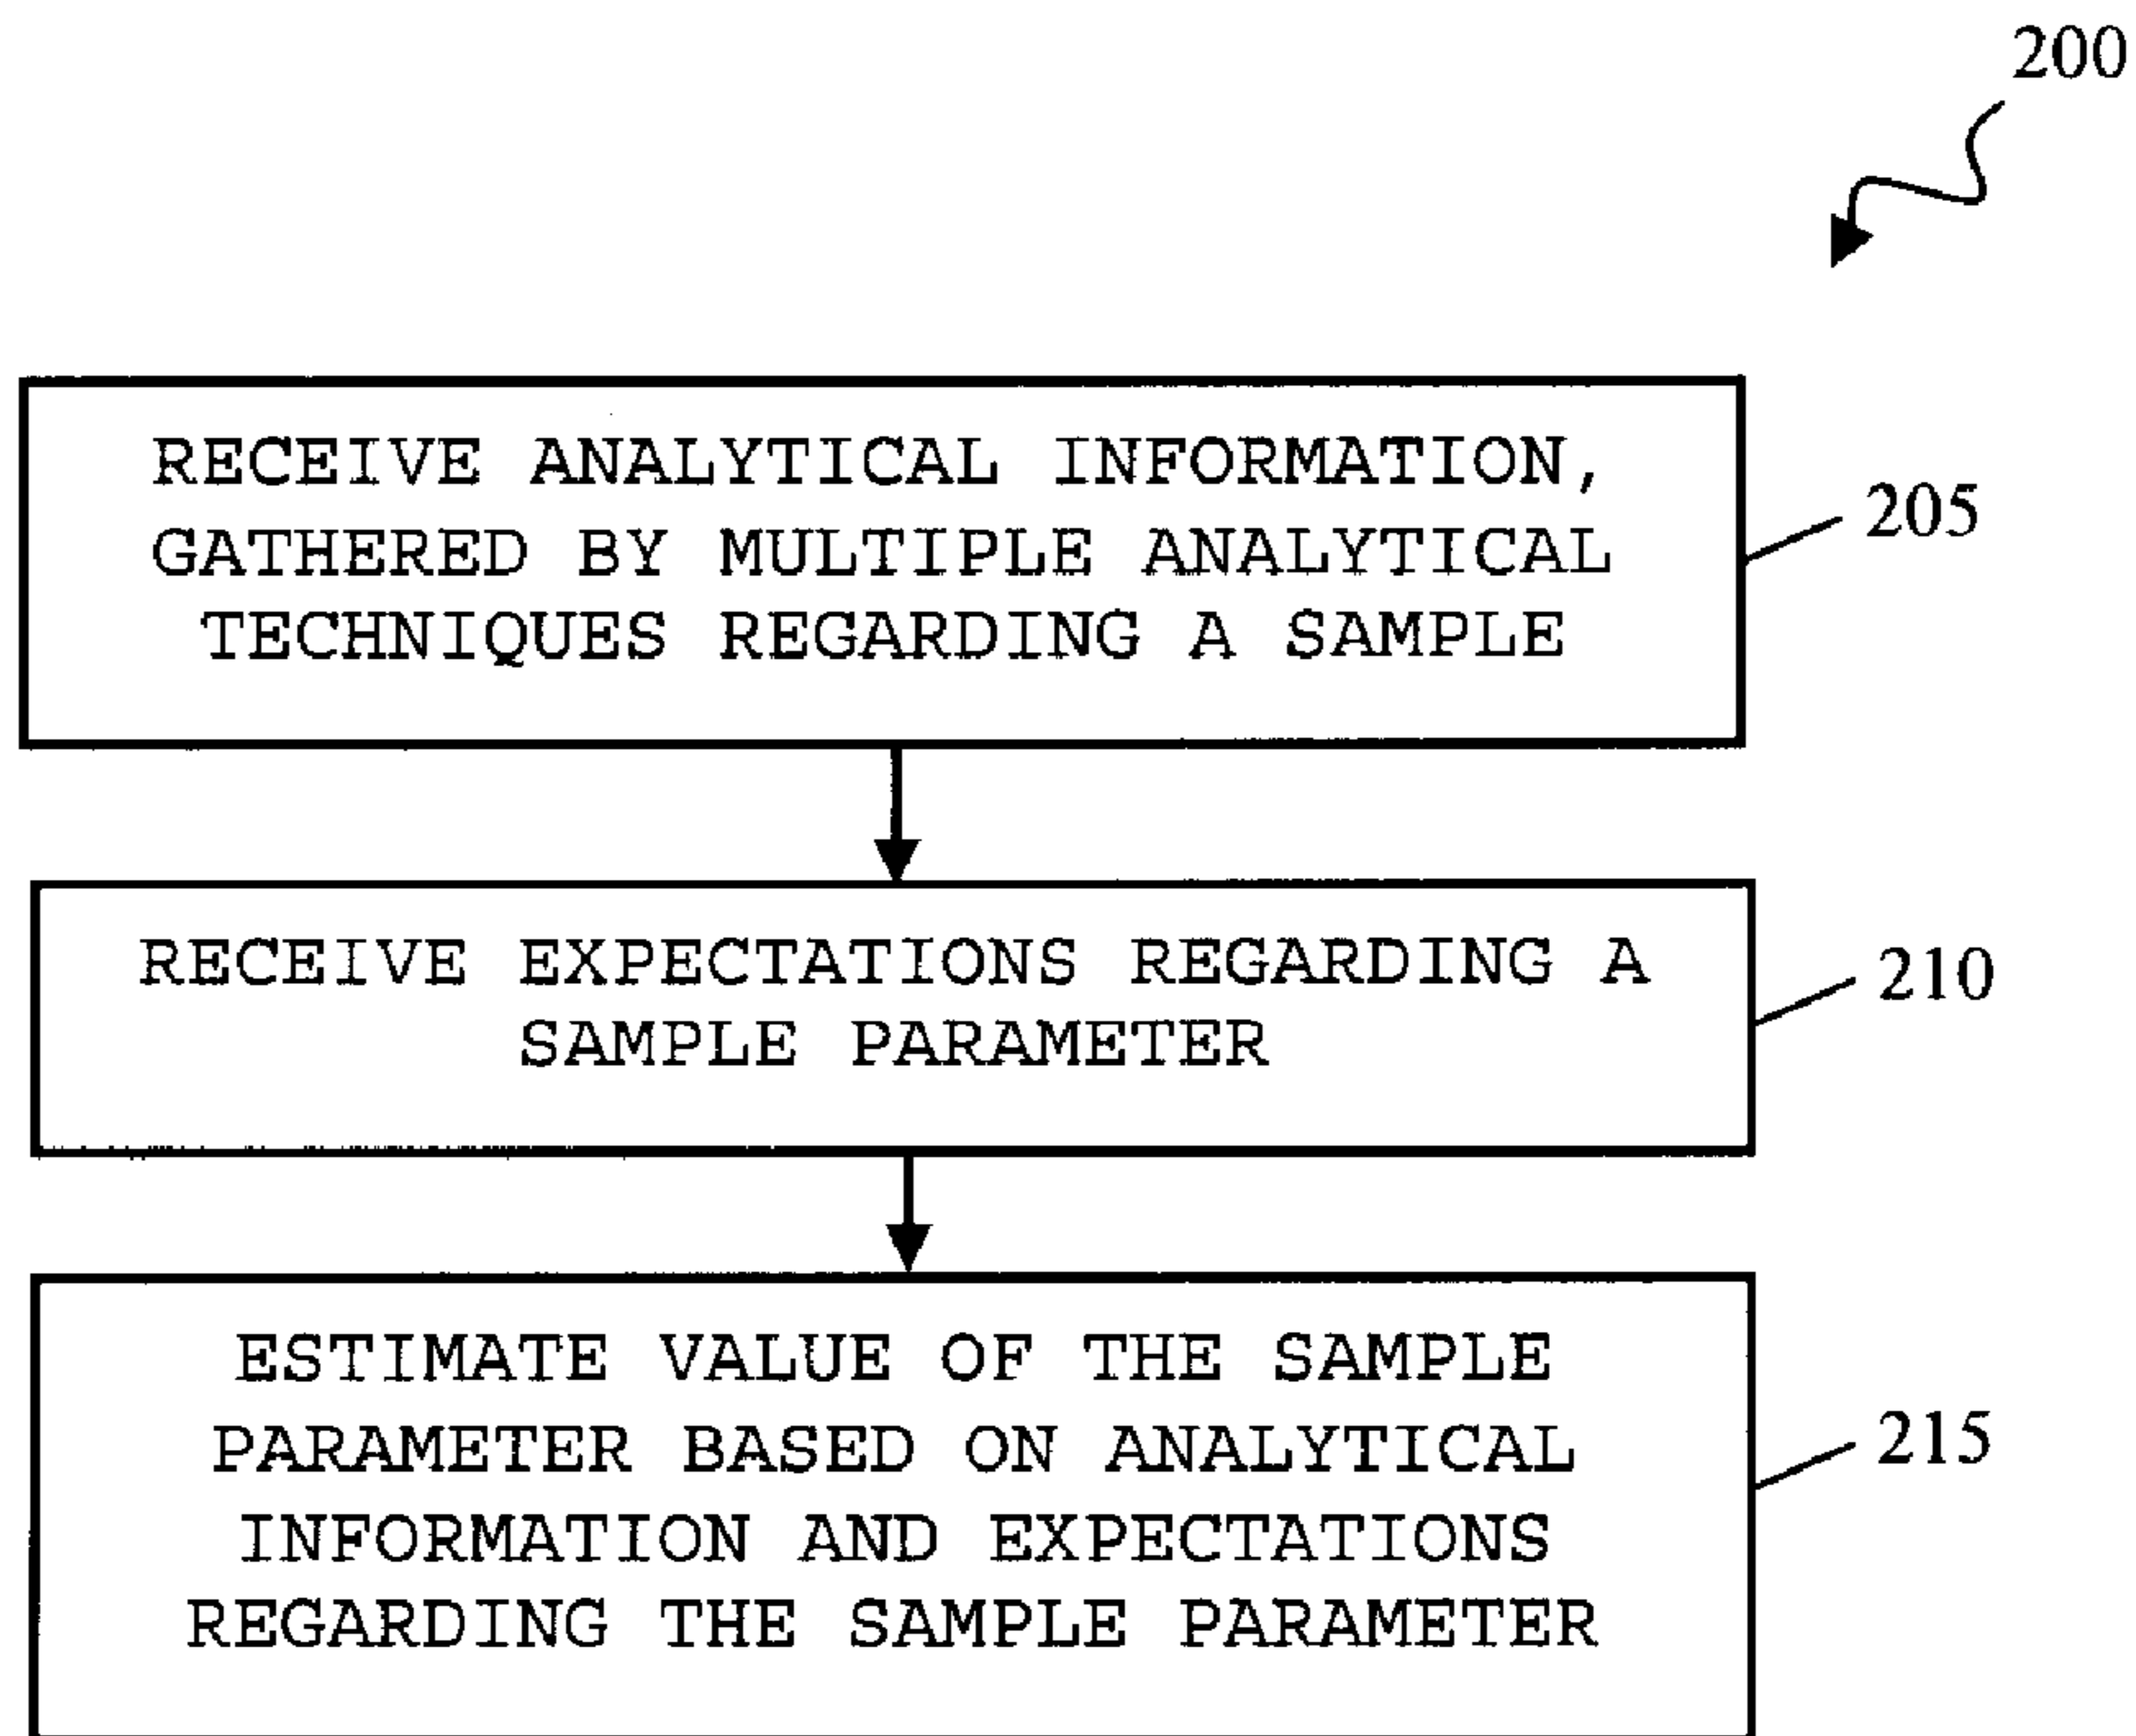 200
RECEIVE ANALYTICAL INFORMATION,
GATHERED BY MULTIPLE ANALYTICAL
TECHNIQUES REGARDING A SAMPLE
205
RECEIVE EXPECTATIONS REGARDING A
SAMPLE PARAMETER
210
ESTIMATE VALUE OF THE SAMPLE
PARAMETER BASED ON ANALYTICAL
INFORMATION AND EXPECTATIONS
REGARDING THE SAMPLE PARAMETER
215